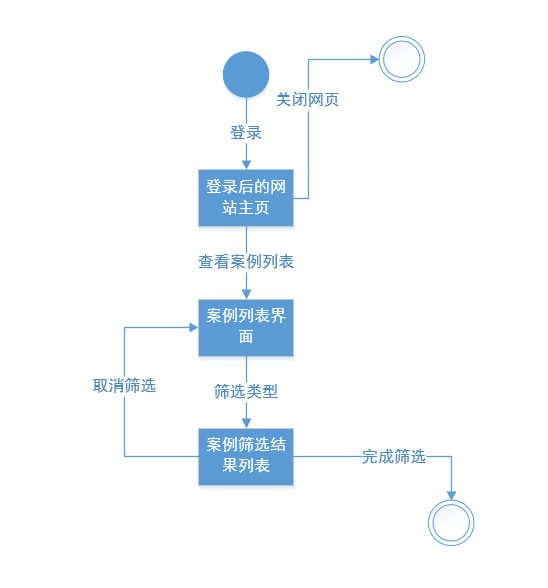 关闭网页
登录
登录后的网
站主页
查看案例列表
案例列表界
面
取消筛选
筛选类型
案例筛选结
果列表
完成筛选